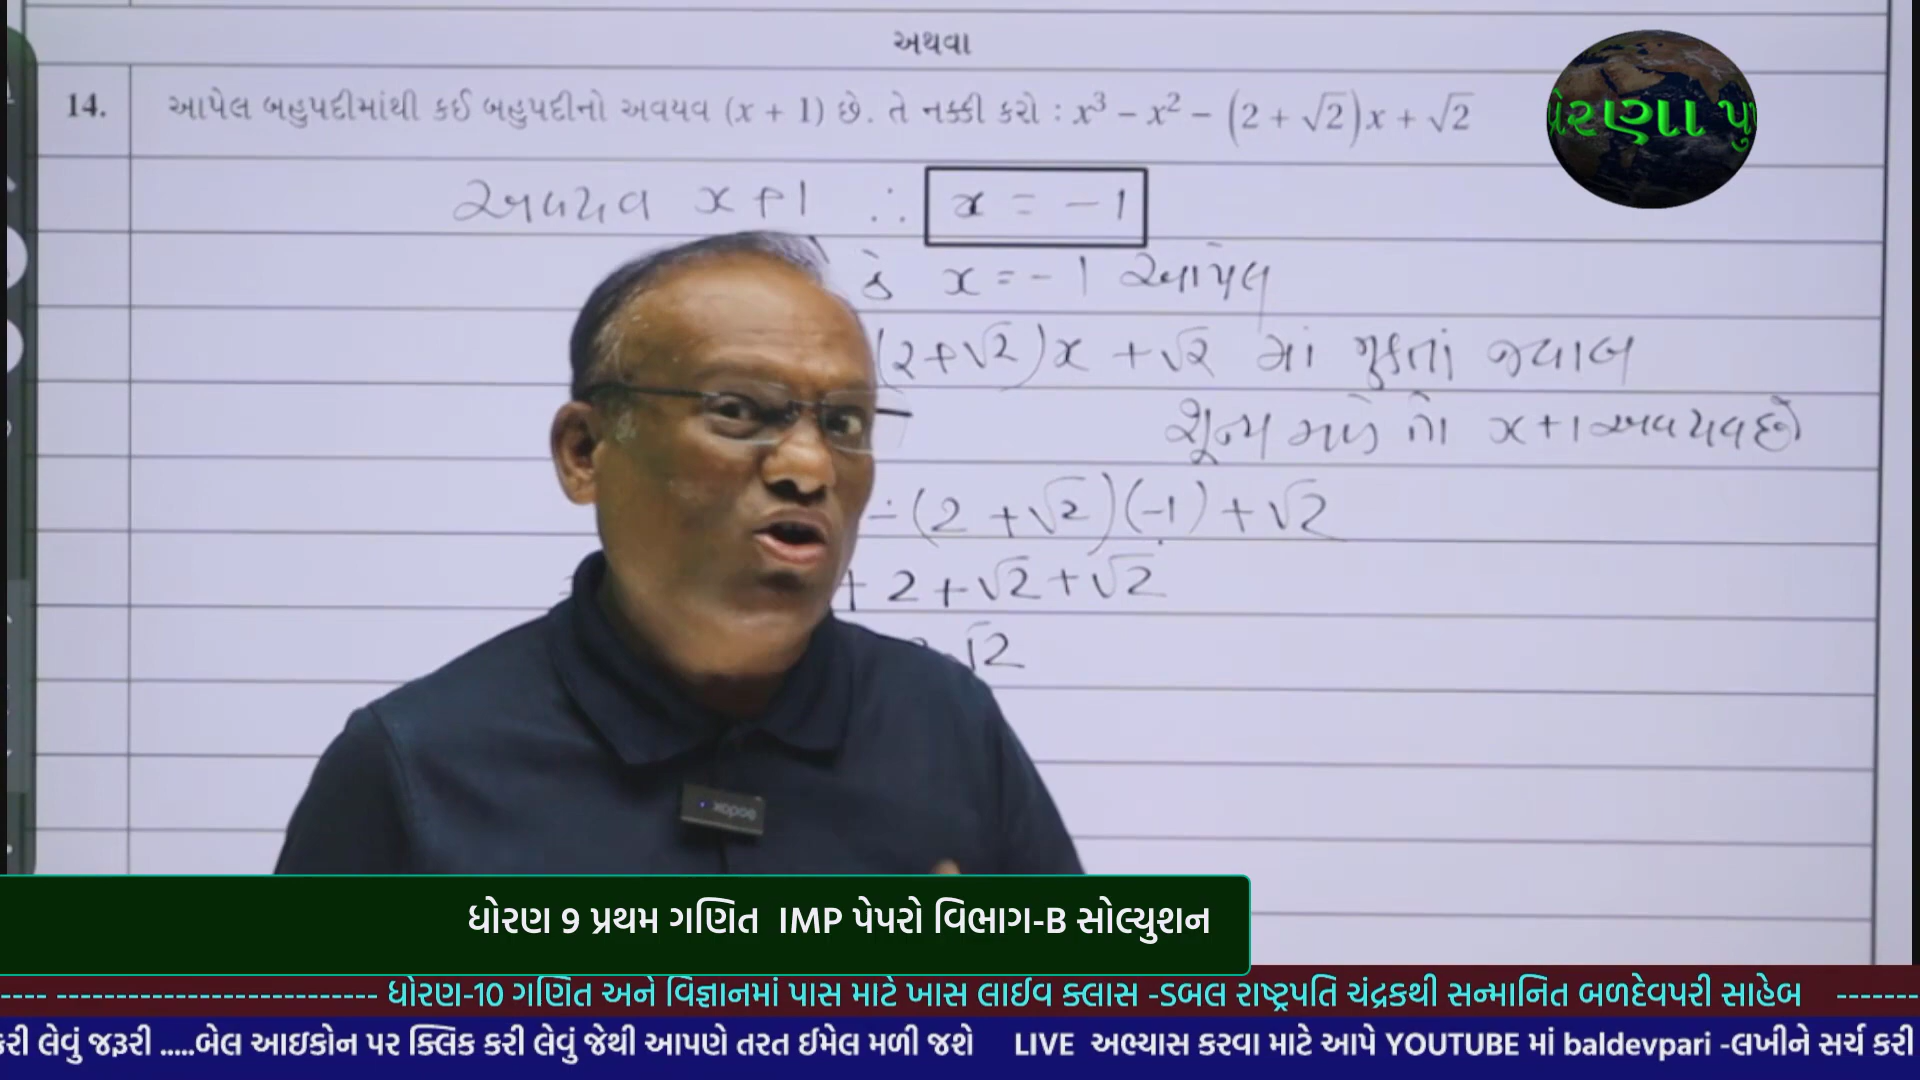 અથવા
14. આપેલ બહુપદીમાંથી કઈ બહુપદીનો અવયવ (x + 1) છે. તે નક્કી કરો : x³ – x² – (2 + √2)x + √2
પ્રેરણા પુ
અવયવ x+1 ∴ x = -1
કે x = -1 આપેલ
(2+√2)x + √2 માં મુકતાં જવાબ
શૂન્ય મળે તો x+1 અવયવ છે
-(2 + √2)(-1) + √2
+ 2 + √2 + √2
√2
ધોરણ 9 પ્રથમ ગણિત IMP પેપરો વિભાગ-B સોલ્યુશન
---- -------------------------- ધોરણ-10 ગણિત અને વિજ્ઞાનમાં પાસ માટે ખાસ લાઈવ ક્લાસ -ડબલ રાષ્ટ્રપતિ ચંદ્રકથી સન્માનિત બળદેવપરી સાહેબ -------
કરી લેવું જરૂરી .....બેલ આઇકોન પર ક્લિક કરી લેવું જેથી આપણે તરત ઈમેલ મળી જશે LIVE અભ્યાસ કરવા માટે આપે YOUTUBE માં baldevpari -લખીને સર્ચ કરી